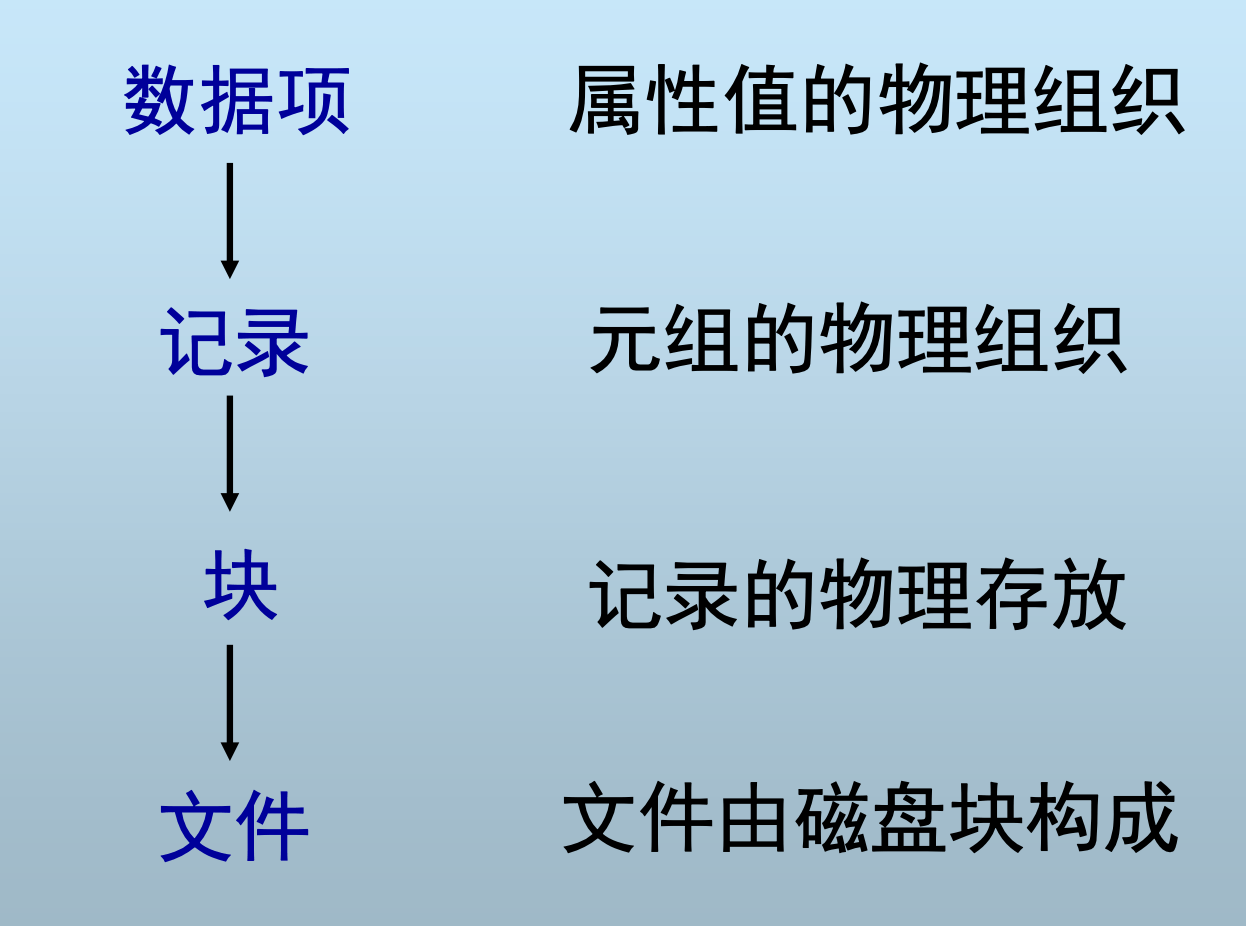 数据项 属性值的物理组织
记录 元组的物理组织
块 记录的物理存放
文件 文件由磁盘块构成